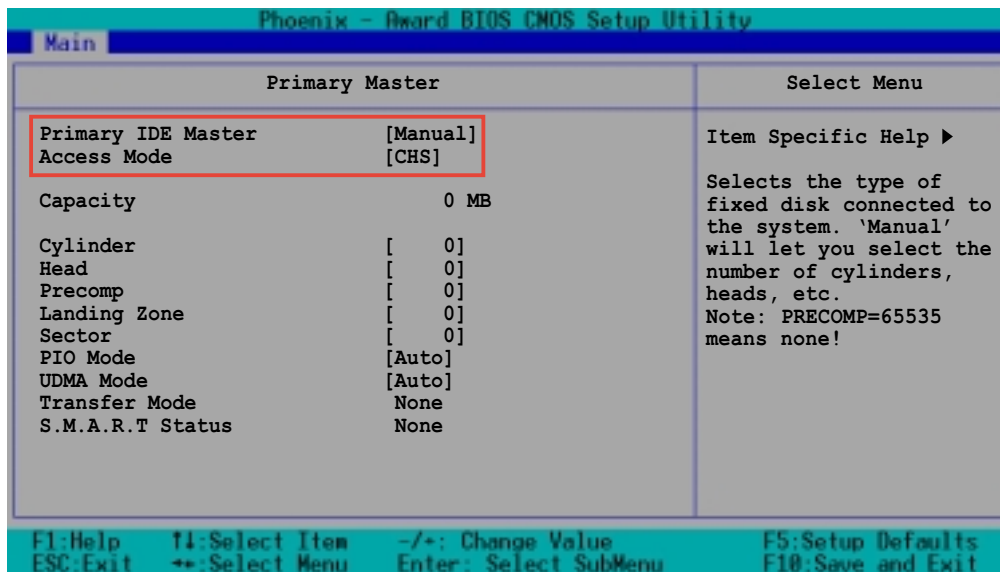 Phoenix - Award BIOS CMOS Setup Utility
Main
Primary Master
Select Menu
Primary IDE Master [Manual]
Access Mode [CHS]
Capacity 0 MB
Cylinder [ 0]
Head [ 0]
Precomp [ 0]
Landing Zone [ 0]
Sector [ 0]
PIO Mode [Auto]
UDMA Mode [Auto]
Transfer Mode None
S.M.A.R.T Status None
Item Specific Help ▶
Selects the type of
fixed disk connected to
the system. ‘Manual’
will let you select the
number of cylinders,
heads, etc.
Note: PRECOMP=65535
means none!
F1:Help ↑↓:Select Item -/+: Change Value F5:Setup Defaults
ESC:Exit →←:Select Menu Enter: Select SubMenu F10:Save and Exit